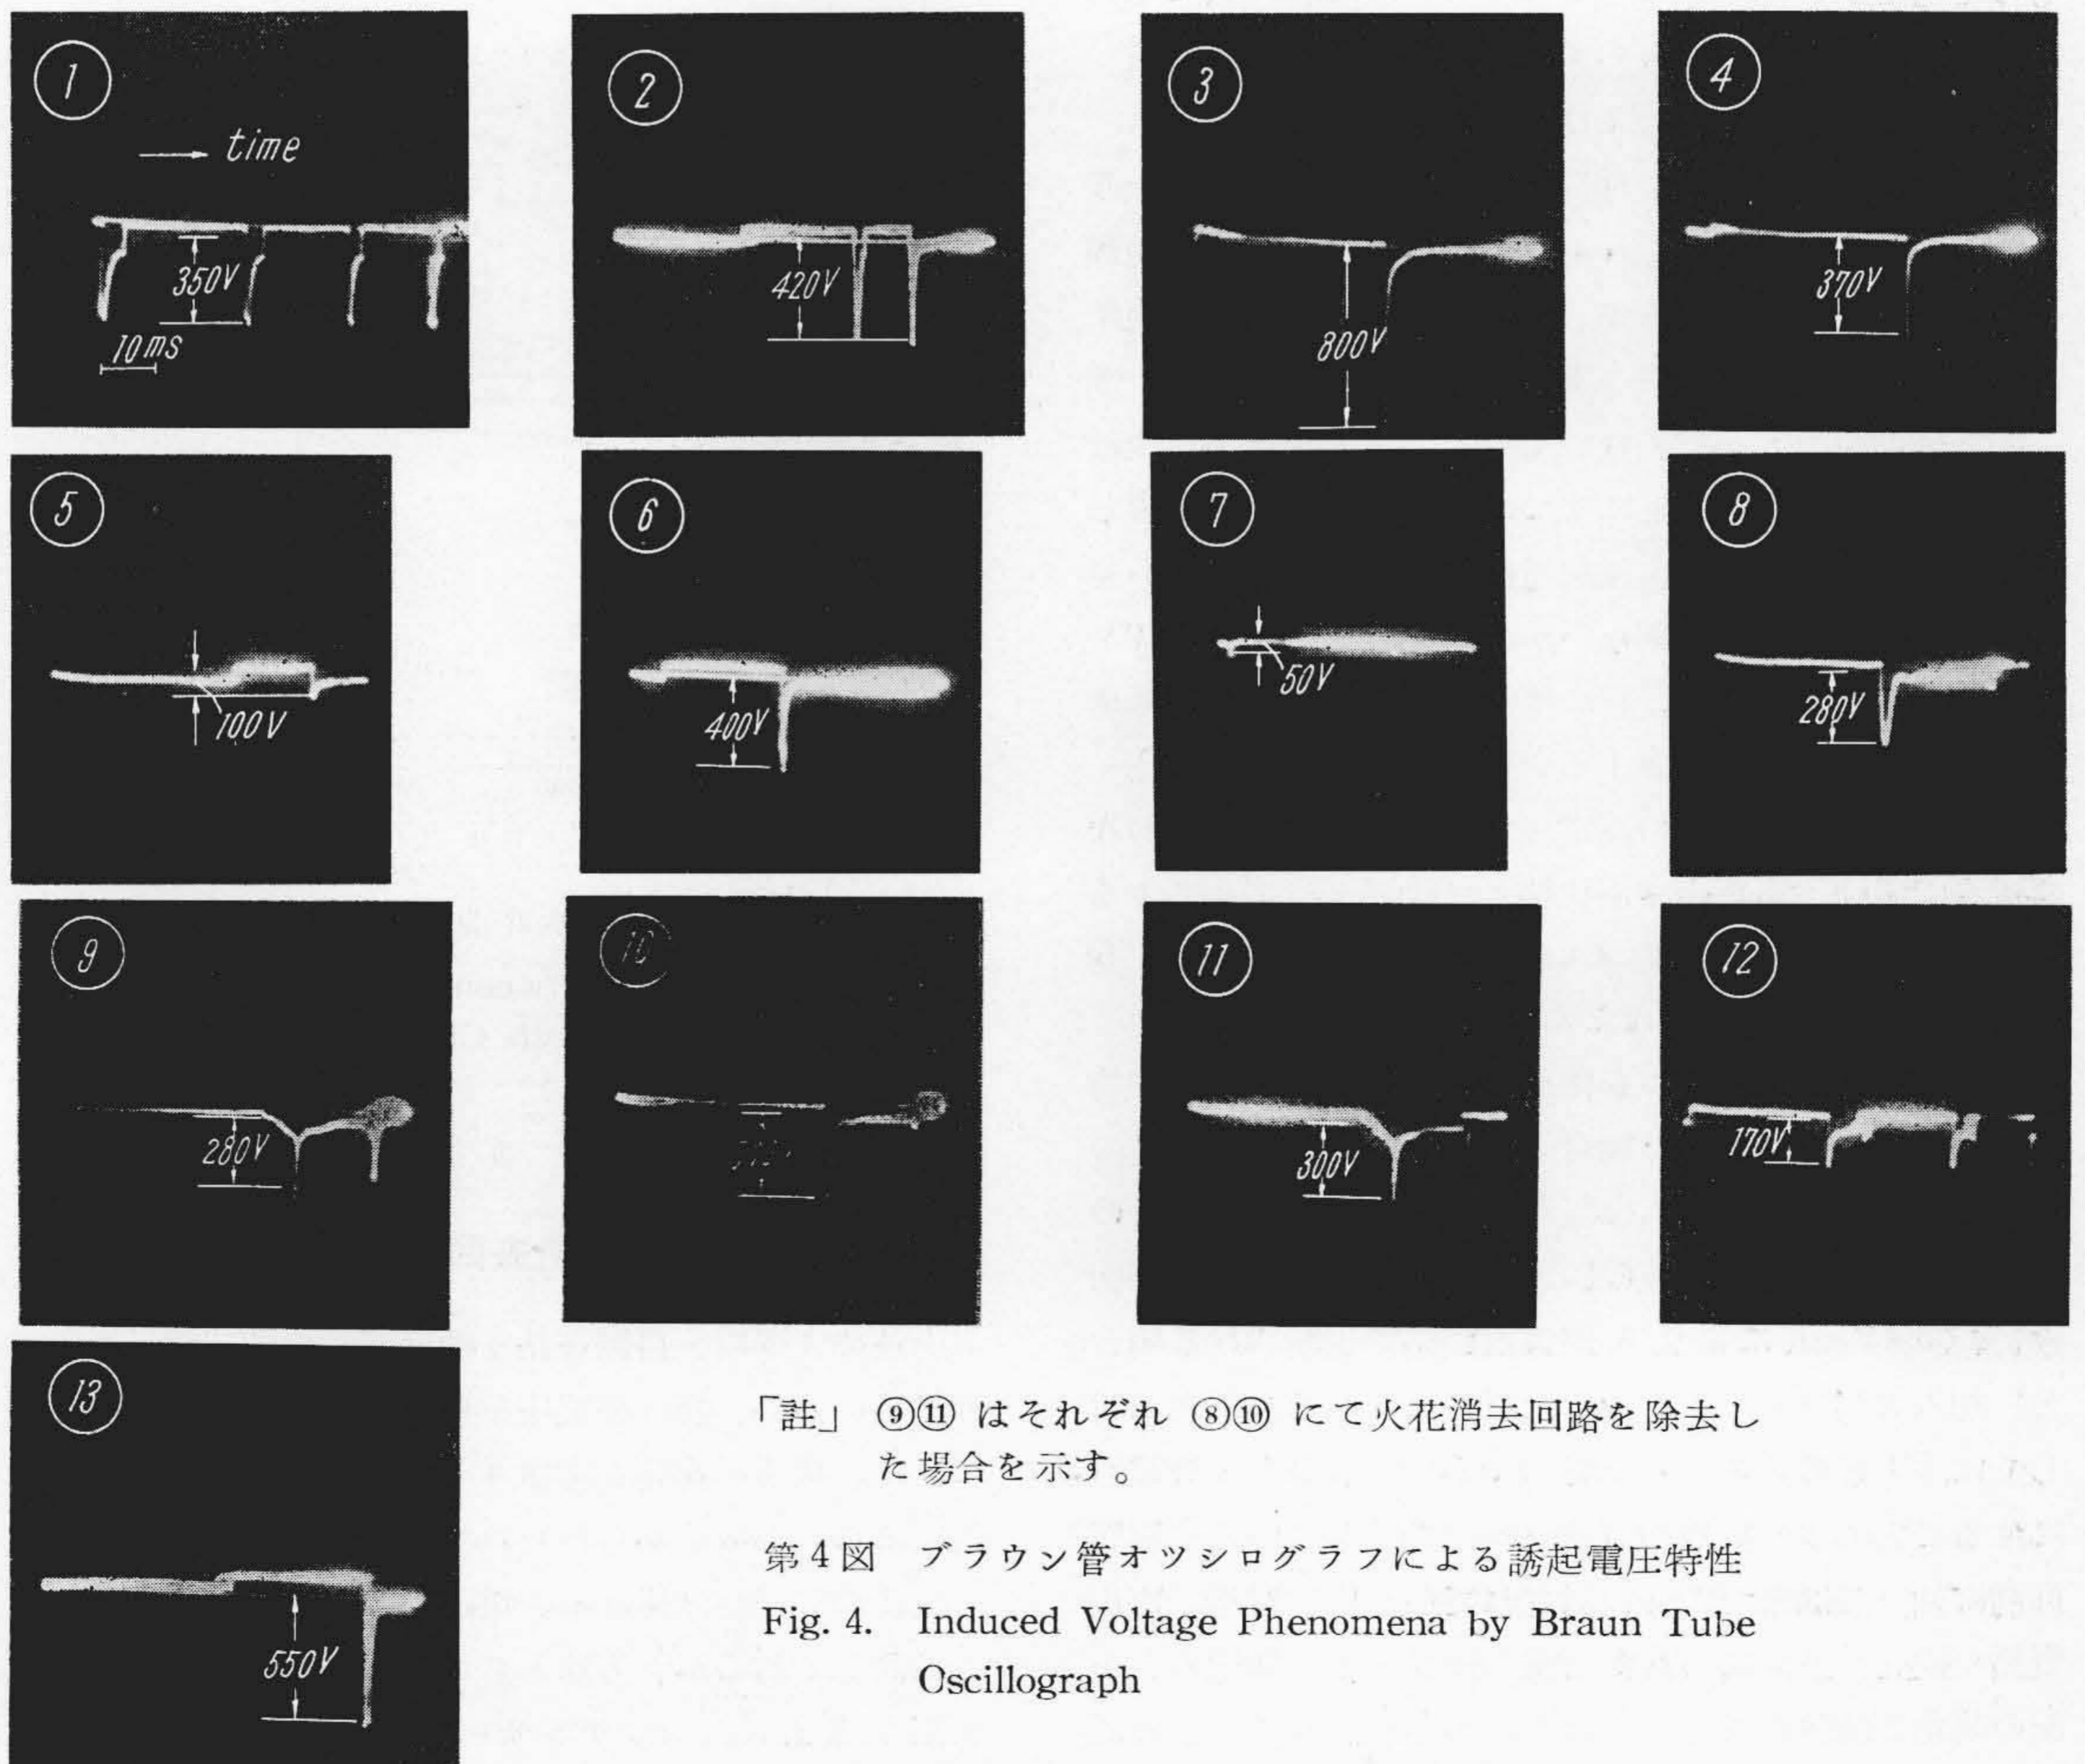 1
time
350V
10ms
2
420V
3
800V
4
370V
5
100V
6
400V
7
50V
8
280V
9
280V
10
11
300V
12
170V
13
550V
「註」 ⑨⑪ はそれぞれ ⑧⑩ にて火花消去回路を除去し
た場合を示す。
第4図 ブラウン管オツシログラフによる誘起電圧特性
Fig. 4. Induced Voltage Phenomena by Braun Tube
Oscillograph